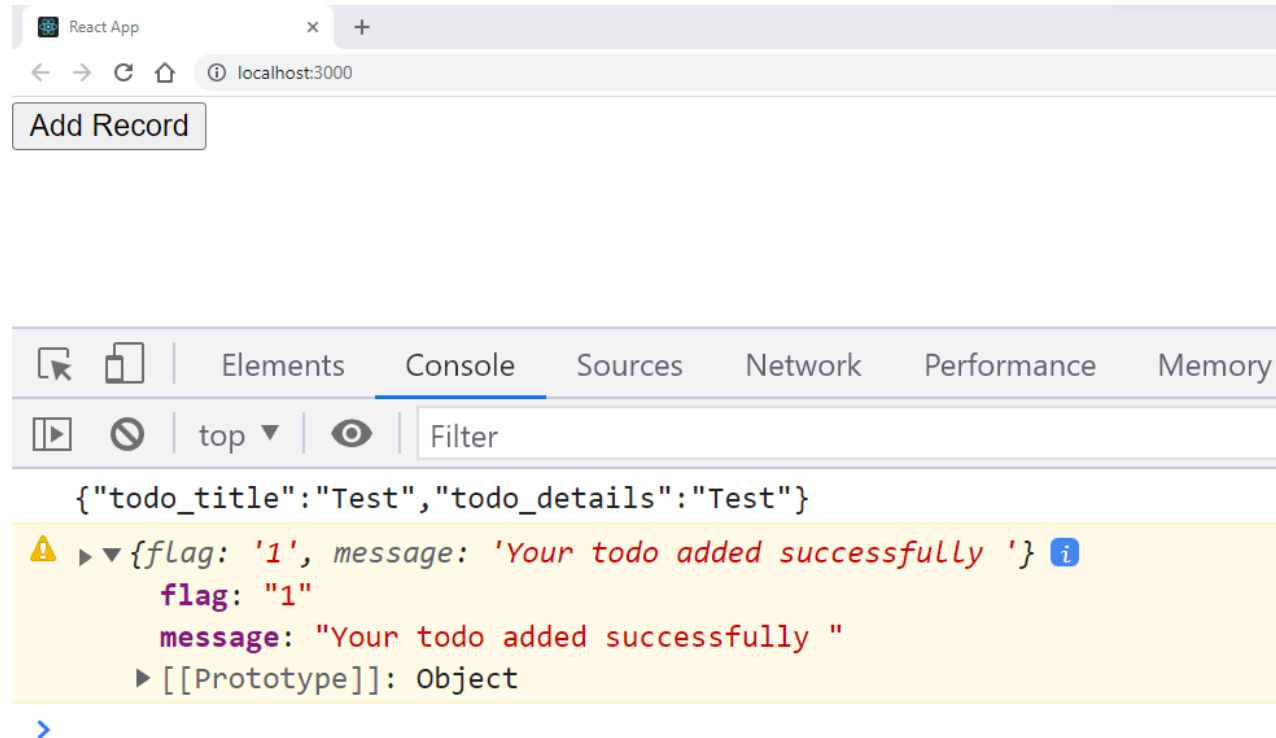 React App
localhost:3000
Add Record
Elements Console Sources Network Performance Memory
top Filter
{"todo_title":"Test","todo_details":"Test"}
{flag: '1', message: 'Your todo added successfully '}
flag: "1"
message: "Your todo added successfully "
[[Prototype]]: Object